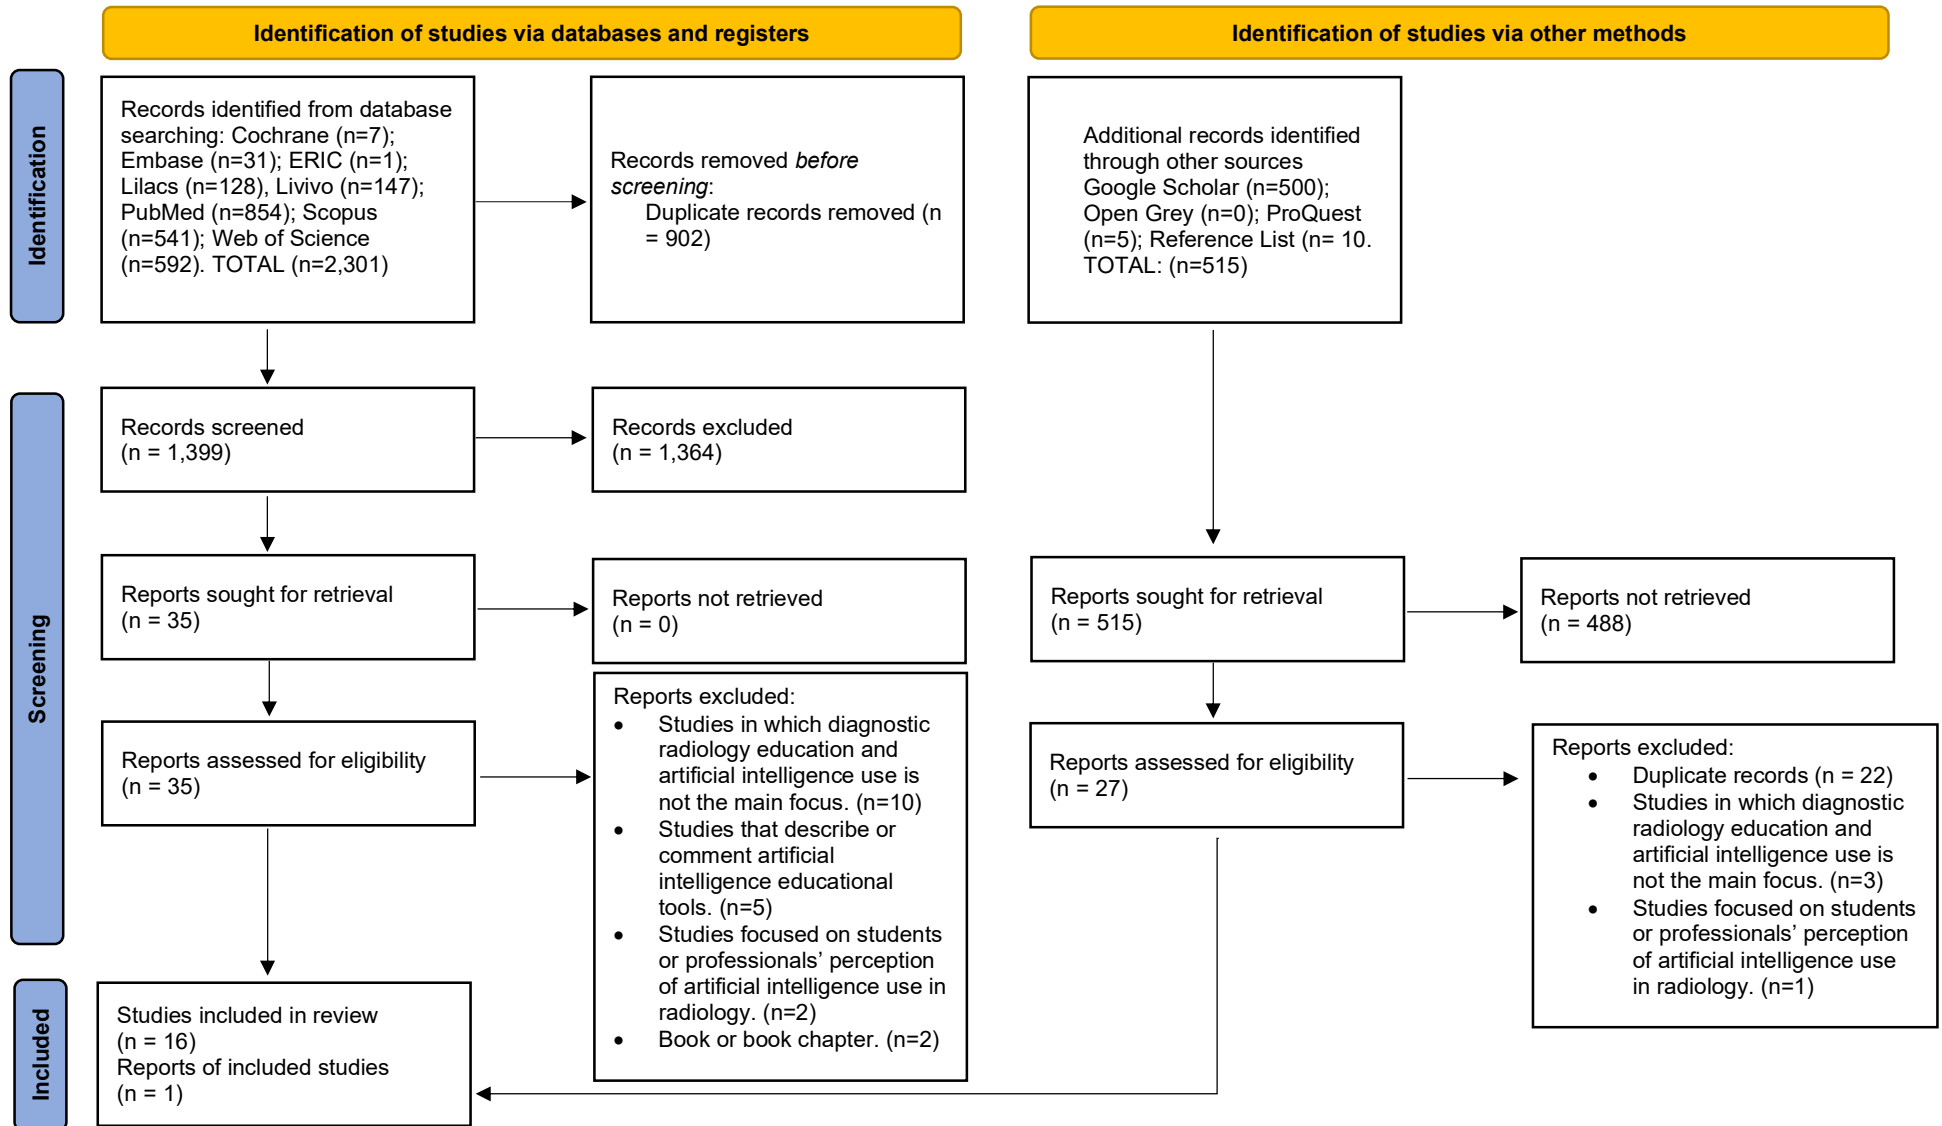 Identification of studies via databases and registers
Identification of studies via other methods
Identification
Records identified from database
searching: Cochrane (n=7);
Embase (n=31); ERIC (n=1);
Lilacs (n=128), Livivo (n=147);
PubMed (n=854); Scopus
(n=541); Web of Science
(n=592). TOTAL (n=2,301)
Records removed before
screening:
Duplicate records removed (n
= 902)
Additional records identified
through other sources
Google Scholar (n=500);
Open Grey (n=0); ProQuest
(n=5); Reference List (n= 10.
TOTAL: (n=515)
Screening
Records screened
(n = 1,399)
Records excluded
(n = 1,364)
Reports sought for retrieval
(n = 35)
Reports not retrieved
(n = 0)
Reports sought for retrieval
(n = 515)
Reports not retrieved
(n = 488)
Reports assessed for eligibility
(n = 35)
Reports excluded:
• Studies in which diagnostic
radiology education and
artificial intelligence use is
not the main focus. (n=10)
• Studies that describe or
comment artificial
intelligence educational
tools. (n=5)
• Studies focused on students
or professionals’ perception
of artificial intelligence use in
radiology. (n=2)
• Book or book chapter. (n=2)
Reports assessed for eligibility
(n = 27)
Reports excluded:
• Duplicate records (n = 22)
• Studies in which diagnostic
radiology education and
artificial intelligence use is
not the main focus. (n=3)
• Studies focused on students
or professionals’ perception
of artificial intelligence use
in radiology. (n=1)
Included
Studies included in review
(n = 16)
Reports of included studies
(n = 1)